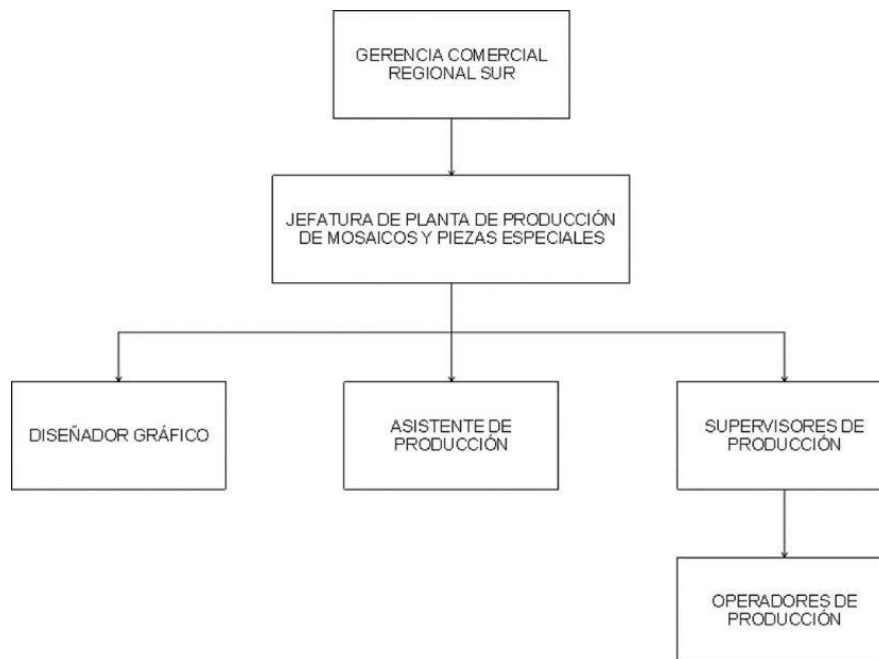 GERENCIA COMERCIAL
REGIONAL SUR
JEFATURA DE PLANTA DE PRODUCCIÓN
DE MOSAICOS Y PIEZAS ESPECIALES
DISEÑADOR GRÁFICO
ASISTENTE DE
PRODUCCIÓN
SUPERVISORES DE
PRODUCCIÓN
OPERADORES DE
PRODUCCIÓN